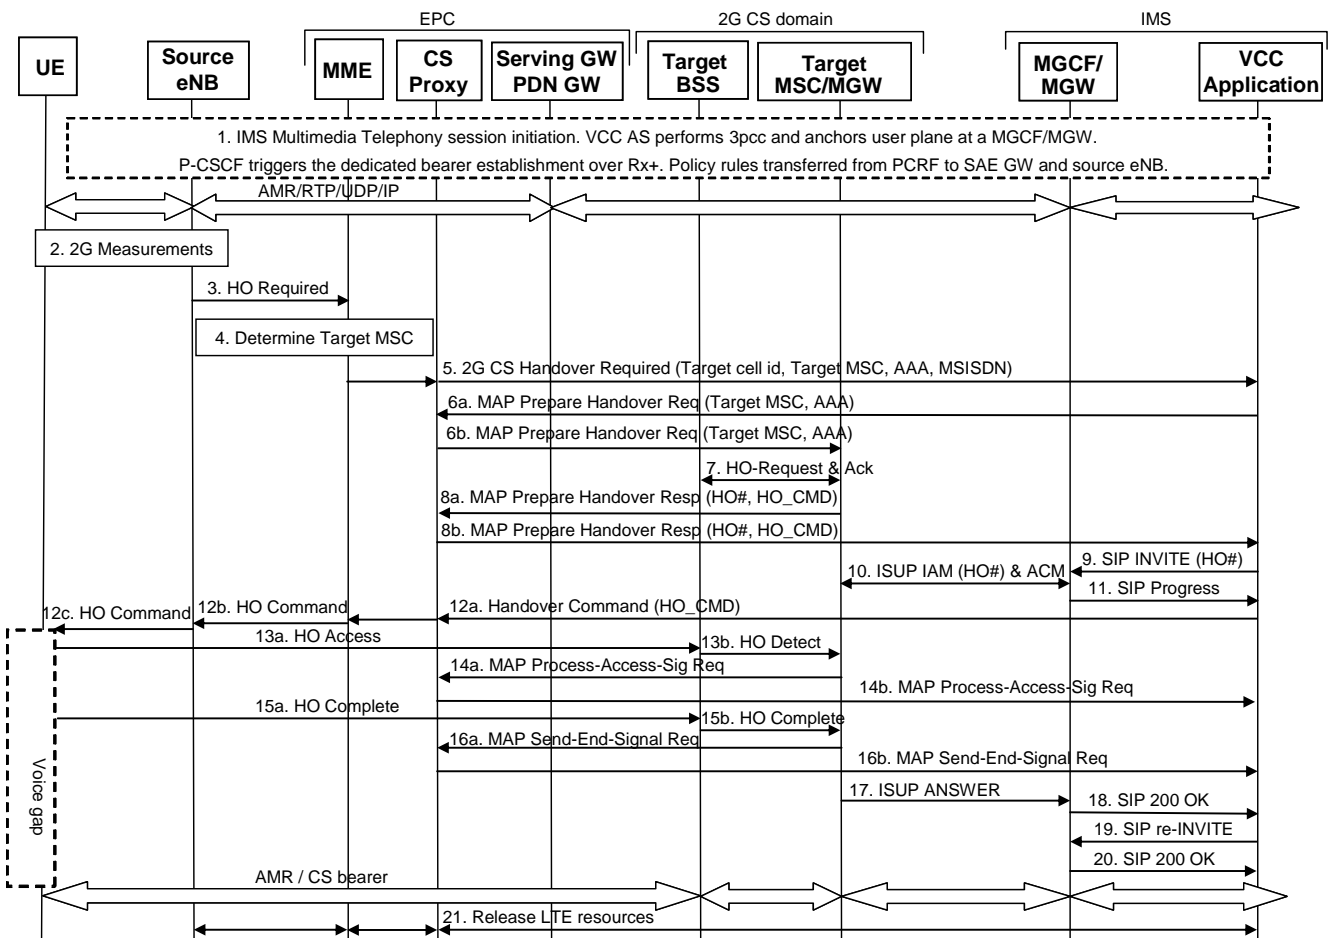 EPC
2G CS domain
IMS
UE
Source
eNB
MME
CS
Proxy
Serving GW
PDN GW
Target
BSS
Target
MSC/MGW
MGCF/
MGW
VCC
Application
1. IMS Multimedia Telephony session initiation. VCC AS performs 3pcc and anchors user plane at a MGCF/MGW.
P-CSCF triggers the dedicated bearer establishment over Rx+. Policy rules transferred from PCRF to SAE GW and source eNB.
AMR/RTP/UDP/IP
2. 2G Measurements
3. HO Required
4. Determine Target MSC
5. 2G CS Handover Required (Target cell id, Target MSC, AAA, MSISDN)
6a. MAP Prepare Handover Req (Target MSC, AAA)
6b. MAP Prepare Handover Req (Target MSC, AAA)
7. HO-Request & Ack
8a. MAP Prepare Handover Resp (HO#, HO_CMD)
8b. MAP Prepare Handover Resp (HO#, HO_CMD)
9. SIP INVITE (HO#)
10. ISUP IAM (HO#) & ACM
11. SIP Progress
12a. Handover Command (HO_CMD)
12b. HO Command
12c. HO Command
13a. HO Access
13b. HO Detect
14a. MAP Process-Access-Sig Req
14b. MAP Process-Access-Sig Req
15a. HO Complete
15b. HO Complete
16a. MAP Send-End-Signal Req
16b. MAP Send-End-Signal Req
Voice gap
17. ISUP ANSWER
18. SIP 200 OK
19. SIP re-INVITE
20. SIP 200 OK
AMR / CS bearer
21. Release LTE resources